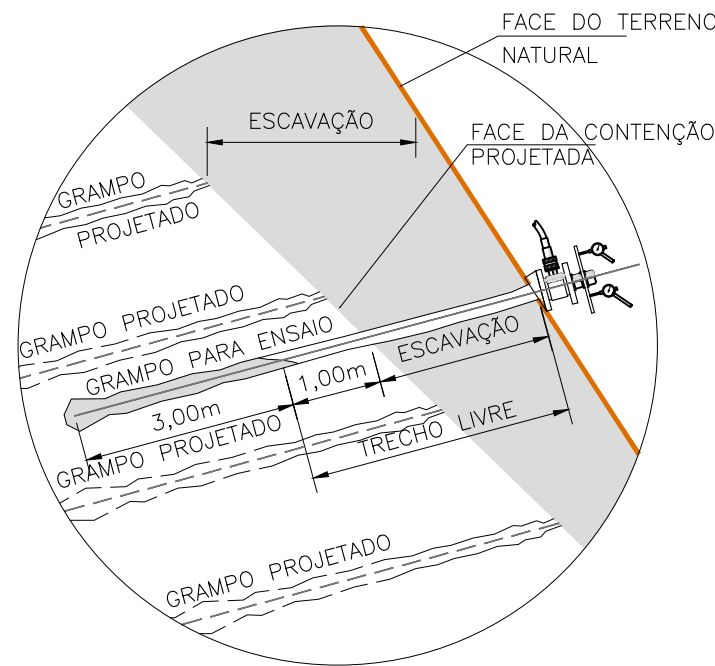 FACE DO TERRENO
NATURAL
ESCAVAÇÃO
FACE DA CONTENÇÃO
PROJETADA
GRAMPO
PROJETADO
GRAMPO PROJETADO
GRAMPO PARA ENSAIO
ESCAVAÇÃO
1,00m
3,00m
TRECHO LIVRE
GRAMPO PROJETADO
GRAMPO PROJETADO